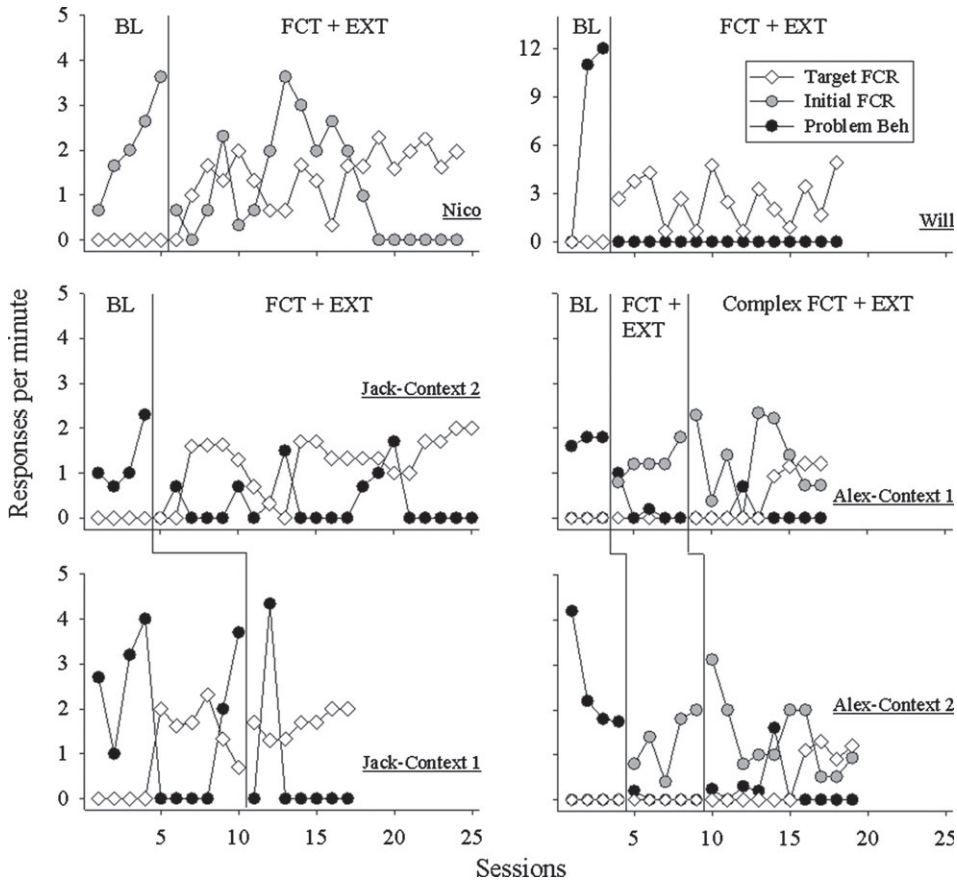 BL FCT + EXT
5
4
3
2
1
0
Nico
BL FCT + EXT
12
9
6
3
0
Target FCR
Initial FCR
Problem Beh
Will
Responses per minute
BL FCT + EXT
5
4
3
2
1
0
Jack-Context 2
BL FCT + EXT Complex FCT + EXT
Alex-Context 1
5
4
3
2
1
0
Jack-Context 1
5 10 15 20 25
Alex-Context 2
5 10 15 20 25
Sessions